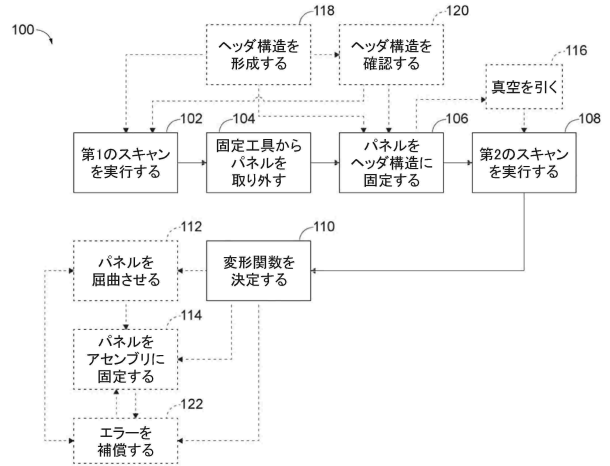 100
118
ヘッダ構造を
形成する
120
ヘッダ構造を
確認する
116
真空を引く
102
第1のスキャン
を実行する
104
固定工具から
パネルを
取り外す
106
パネルを
ヘッダ構造に
固定する
108
第2のスキャン
を実行する
112
パネルを
屈曲させる
110
変形関数を
決定する
114
パネルを
アセンブリに
固定する
122
エラーを
補償する